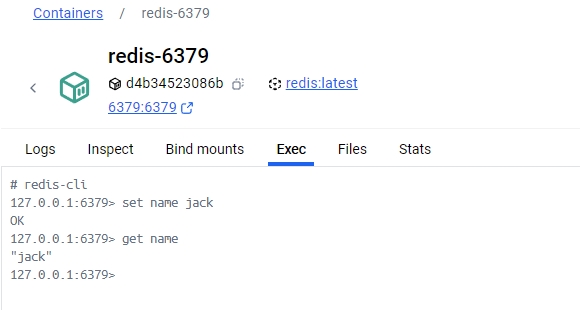 Containers / redis-6379
redis-6379
d4b34523086b redis:latest
6379:6379
Logs Inspect Bind mounts Exec Files Stats
# redis-cli
127.0.0.1:6379> set name jack
OK
127.0.0.1:6379> get name
"jack"
127.0.0.1:6379>